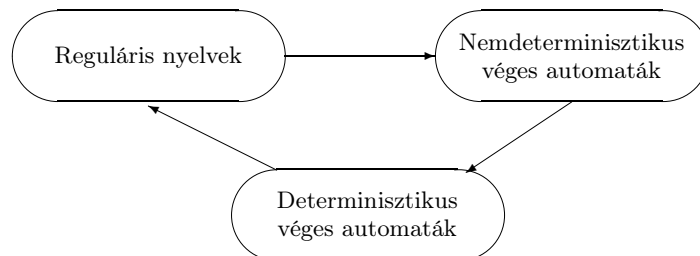 Reguláris nyelvek
Nemdeterminisztikus
véges automaták
Determinisztikus
véges automaták